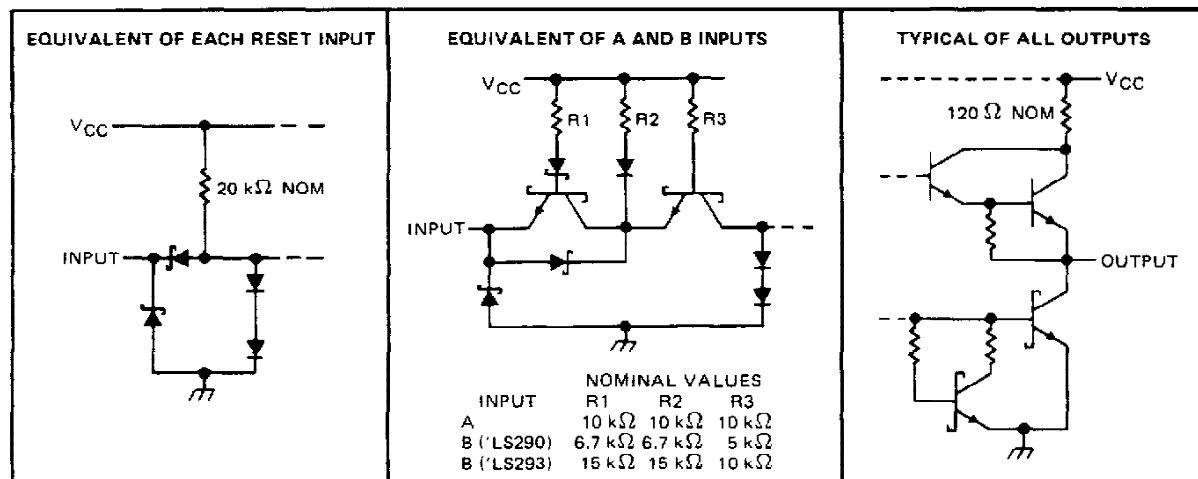 EQUIVALENT OF EACH RESET INPUT
VCC
20 kΩ NOM
INPUT
EQUIVALENT OF A AND B INPUTS
VCC
R1 R2 R3
INPUT
NOMINAL VALUES
INPUT R1 R2 R3
A 10 kΩ 10 kΩ 10 kΩ
B ('LS290) 6.7 kΩ 6.7 kΩ 5 kΩ
B ('LS293) 15 kΩ 15 kΩ 10 kΩ
TYPICAL OF ALL OUTPUTS
VCC
120 Ω NOM
OUTPUT